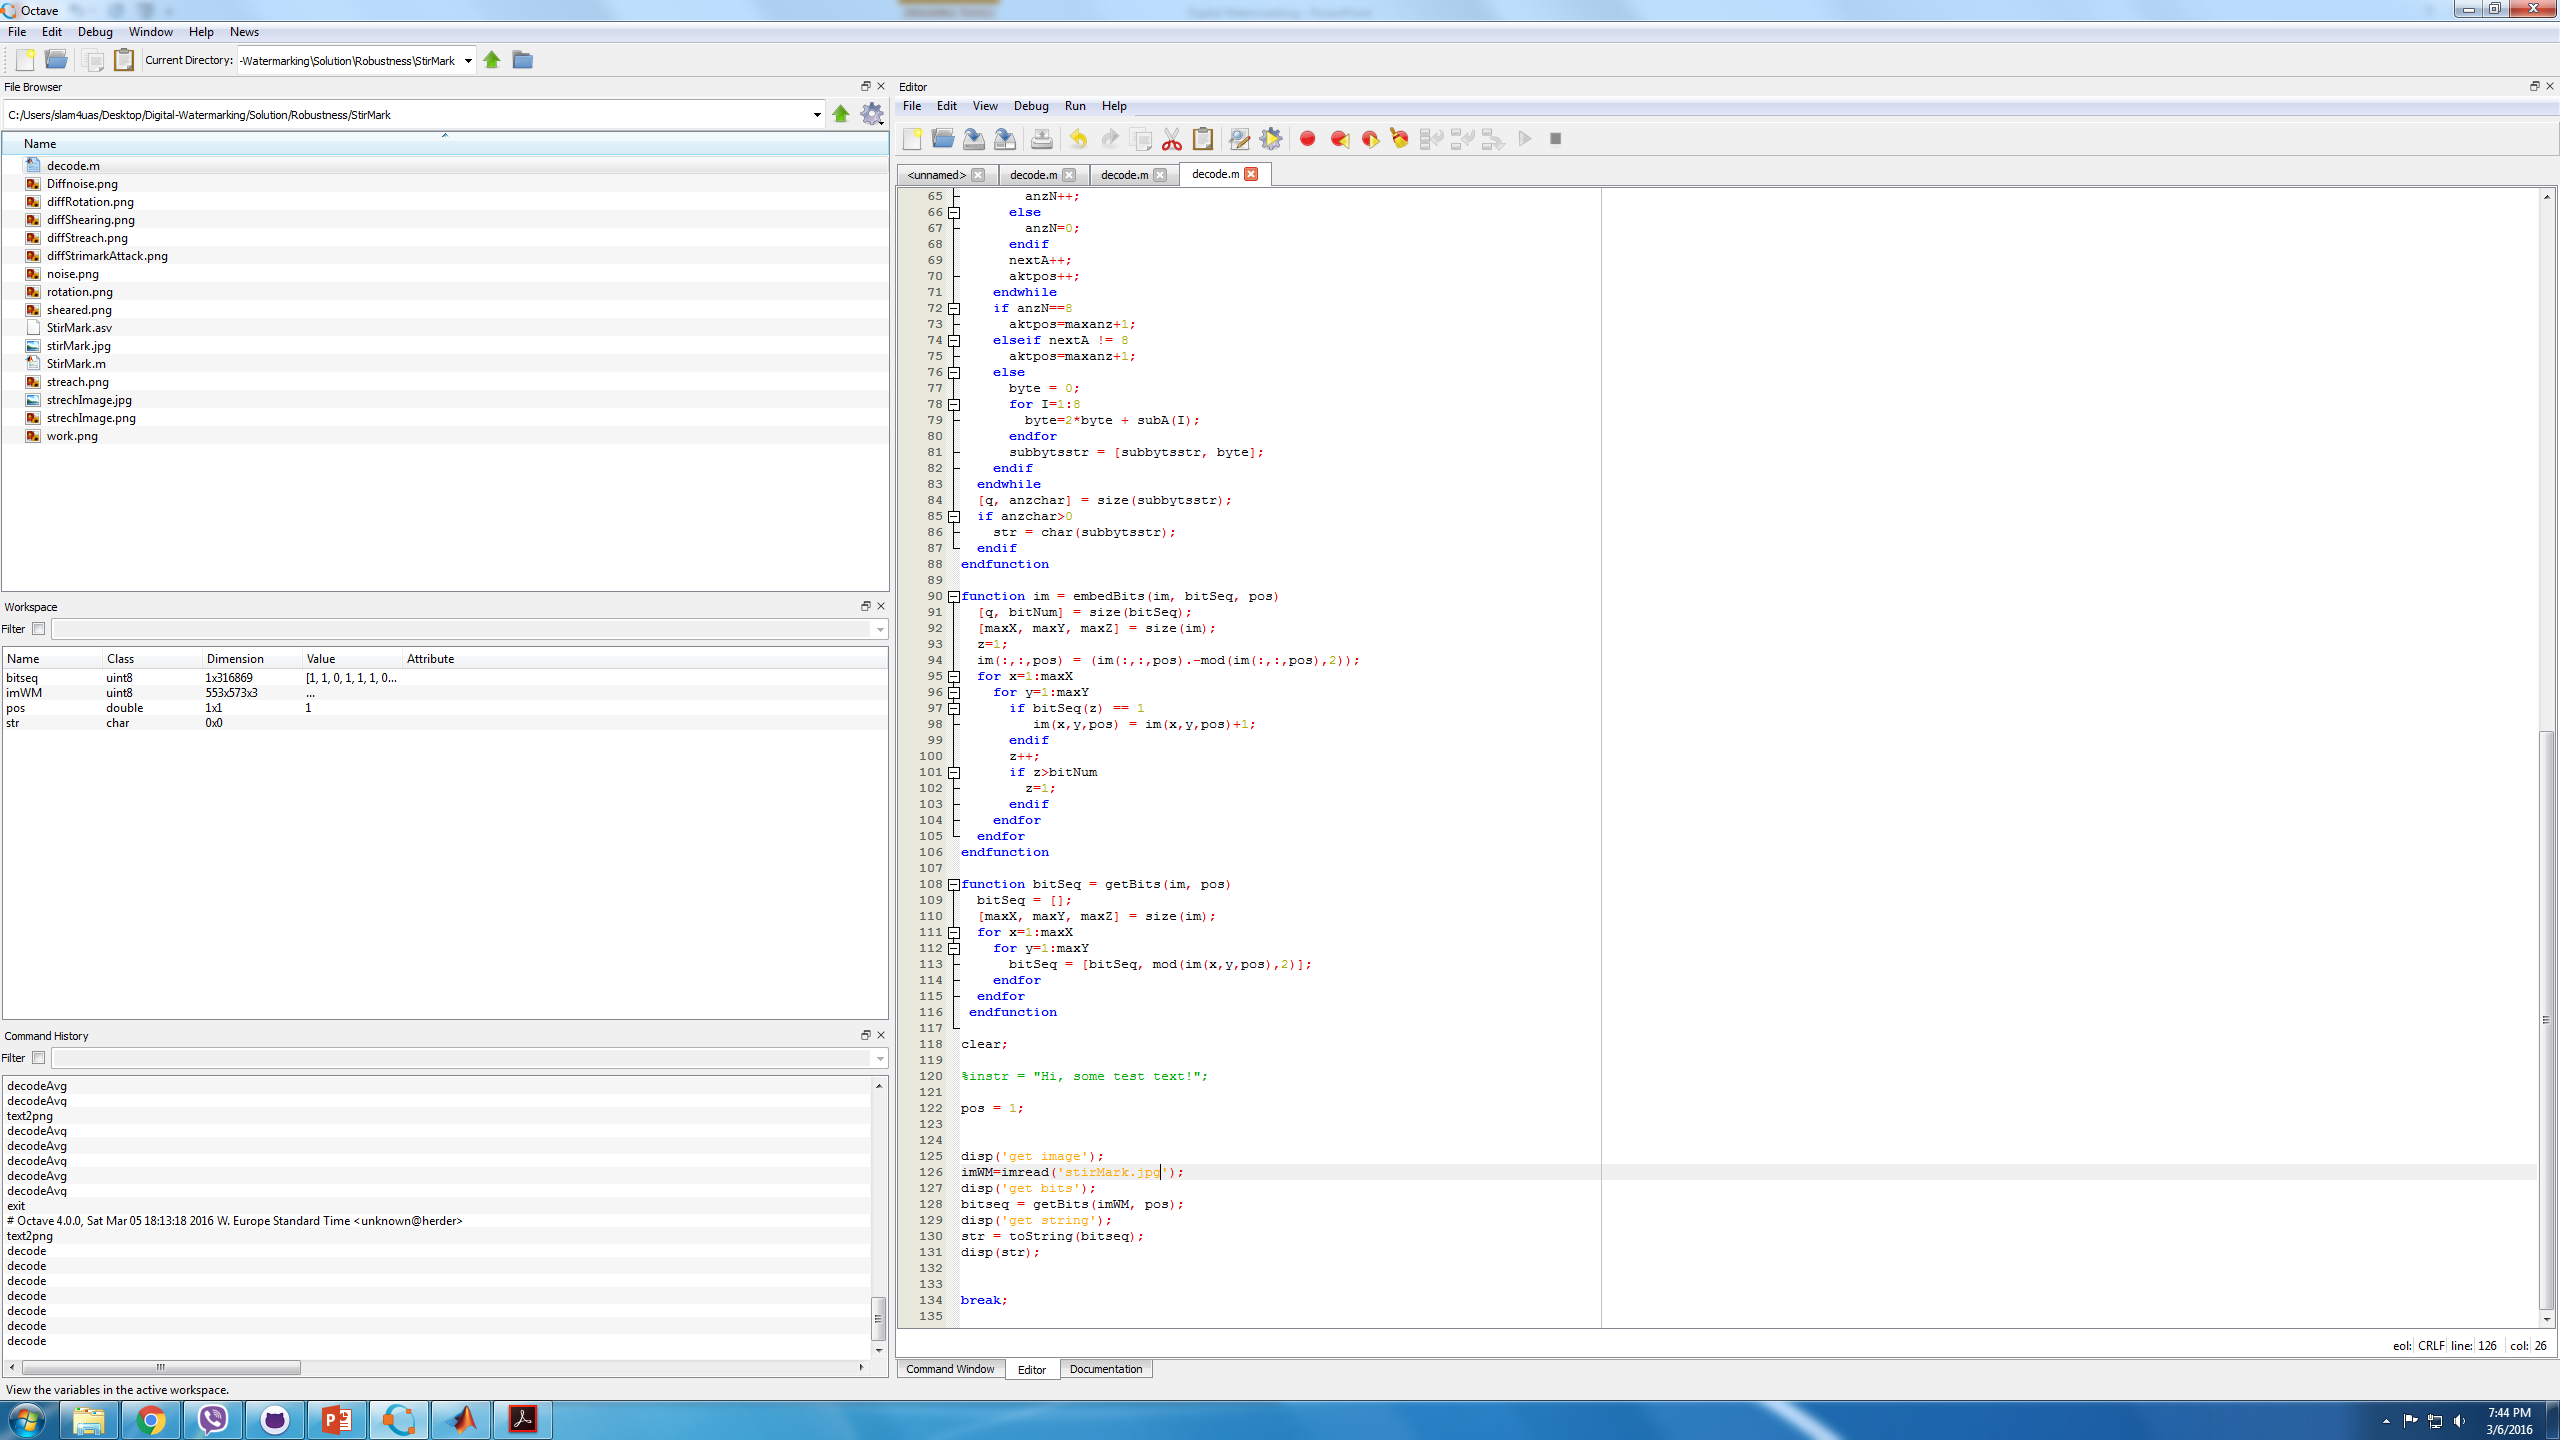 Octave
File Edit Debug Window Help News
Current Directory: -Watermarking\Solution\Robustness\StirMark
File Browser
C:/Users/slam4uas/Desktop/Digital-Watermarking/Solution/Robustness/StirMark
Name
decode.m
Diffnoise.png
diffRotation.png
diffShearing.png
diffStreach.png
diffStrimarkAttack.png
noise.png
rotation.png
sheared.png
StirMark.asv
stirMark.jpg
StirMark.m
streach.png
strechImage.jpg
strechImage.png
work.png
Workspace
Filter
Name Class Dimension Value Attribute
bitseq uint8 1x316869 [1, 1, 0, 1, 1, 1, 0...
imWM uint8 553x573x3 ...
pos double 1x1 1
str char 0x0
Command History
Filter
decodeAvg
decodeAvg
text2png
decodeAvg
decodeAvg
decodeAvg
decodeAvg
decodeAvg
exit
# Octave 4.0.0, Sat Mar 05 18:13:18 2016 W. Europe Standard Time <unknown@herder>
text2png
decode
decode
decode
decode
decode
decode
decode
View the variables in the active workspace.
Editor
File Edit View Debug Run Help
<unnamed> decode.m decode.m decode.m
65 anzN++;
66 else
67 anzN=0;
68 endif
69 nextA++;
70 aktpos++;
71 endwhile
72 if anzN==8
73 aktpos=maxanz+1;
74 elseif nextA != 8
75 aktpos=maxanz+1;
76 else
77 byte = 0;
78 for I=1:8
79 byte=2*byte + subA(I);
80 endfor
81 subbytsstr = [subbytsstr, byte];
82 endif
83 endwhile
84 [q, anzchar] = size(subbytsstr);
85 if anzchar>0
86 str = char(subbytsstr);
87 endif
88 endfunction
89
90 function im = embedBits(im, bitSeq, pos)
91 [q, bitNum] = size(bitSeq);
92 [maxX, maxY, maxZ] = size(im);
93 z=1;
94 im(:,:,pos) = (im(:,:,pos).-mod(im(:,:,pos),2));
95 for x=1:maxX
96 for y=1:maxY
97 if bitSeq(z) == 1
98 im(x,y,pos) = im(x,y,pos)+1;
99 endif
100 z++;
101 if z>bitNum
102 z=1;
103 endif
104 endfor
105 endfor
106 endfunction
107
108 function bitSeq = getBits(im, pos)
109 bitSeq = [];
110 [maxX, maxY, maxZ] = size(im);
111 for x=1:maxX
112 for y=1:maxY
113 bitSeq = [bitSeq, mod(im(x,y,pos),2)];
114 endfor
115 endfor
116 endfunction
117
118 clear;
119
120 %instr = "Hi, some test text!";
121
122 pos = 1;
123
124
125 disp('get image');
126 imWM=imread('stirMark.jpg');
127 disp('get bits');
128 bitseq = getBits(imWM, pos);
129 disp('get string');
130 str = toString(bitseq);
131 disp(str);
132
133
134 break;
135
eol: CRLF line: 126 col: 26
Command Window Editor Documentation
7:44 PM
3/6/2016